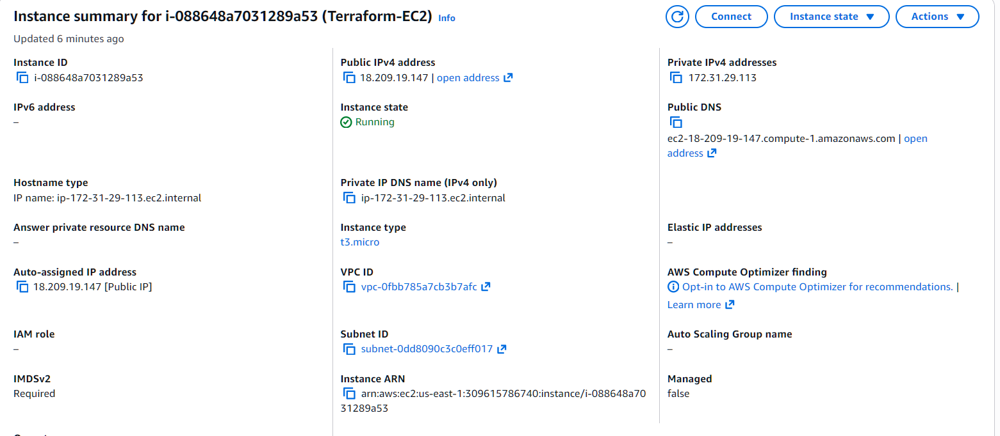 Instance summary for i-088648a7031289a53 (Terraform-EC2) Info
Connect
Instance state
Actions
Updated 6 minutes ago
Instance ID
i-088648a7031289a53
Public IPv4 address
18.209.19.147 | open address
Private IPv4 addresses
172.31.29.113
IPv6 address
–
Instance state
Running
Public DNS
ec2-18-209-19-147.compute-1.amazonaws.com | open
address
Hostname type
IP name: ip-172-31-29-113.ec2.internal
Private IP DNS name (IPv4 only)
ip-172-31-29-113.ec2.internal
Answer private resource DNS name
–
Instance type
t3.micro
Elastic IP addresses
–
Auto-assigned IP address
18.209.19.147 [Public IP]
VPC ID
vpc-0fbb785a7cb3b7afc
AWS Compute Optimizer finding
Opt-in to AWS Compute Optimizer for recommendations. |
Learn more
IAM role
–
Subnet ID
subnet-0dd8090c3c0eff017
Auto Scaling Group name
–
IMDSv2
Required
Instance ARN
arn:aws:ec2:us-east-1:309615786740:instance/i-088648a70
31289a53
Managed
false